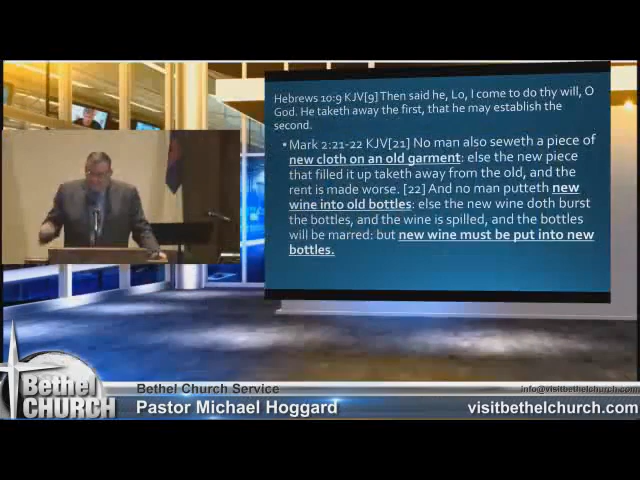 Hebrews 10:9 KJV[9] Then said he, Lo, I come to do thy will, O
God. He taketh away the first, that he may establish the
second.
• Mark 2:21-22 KJV[21] No man also seweth a piece of
new cloth on an old garment: else the new piece
that filled it up taketh away from the old, and the
rent is made worse. [22] And no man putteth new
wine into old bottles: else the new wine doth burst
the bottles, and the wine is spilled, and the bottles
will be marred: but new wine must be put into new
bottles.
Bethel
CHURCH
Bethel Church Service
Pastor Michael Hoggard
info@visitbethelchurch.com
visitbethelchurch.com